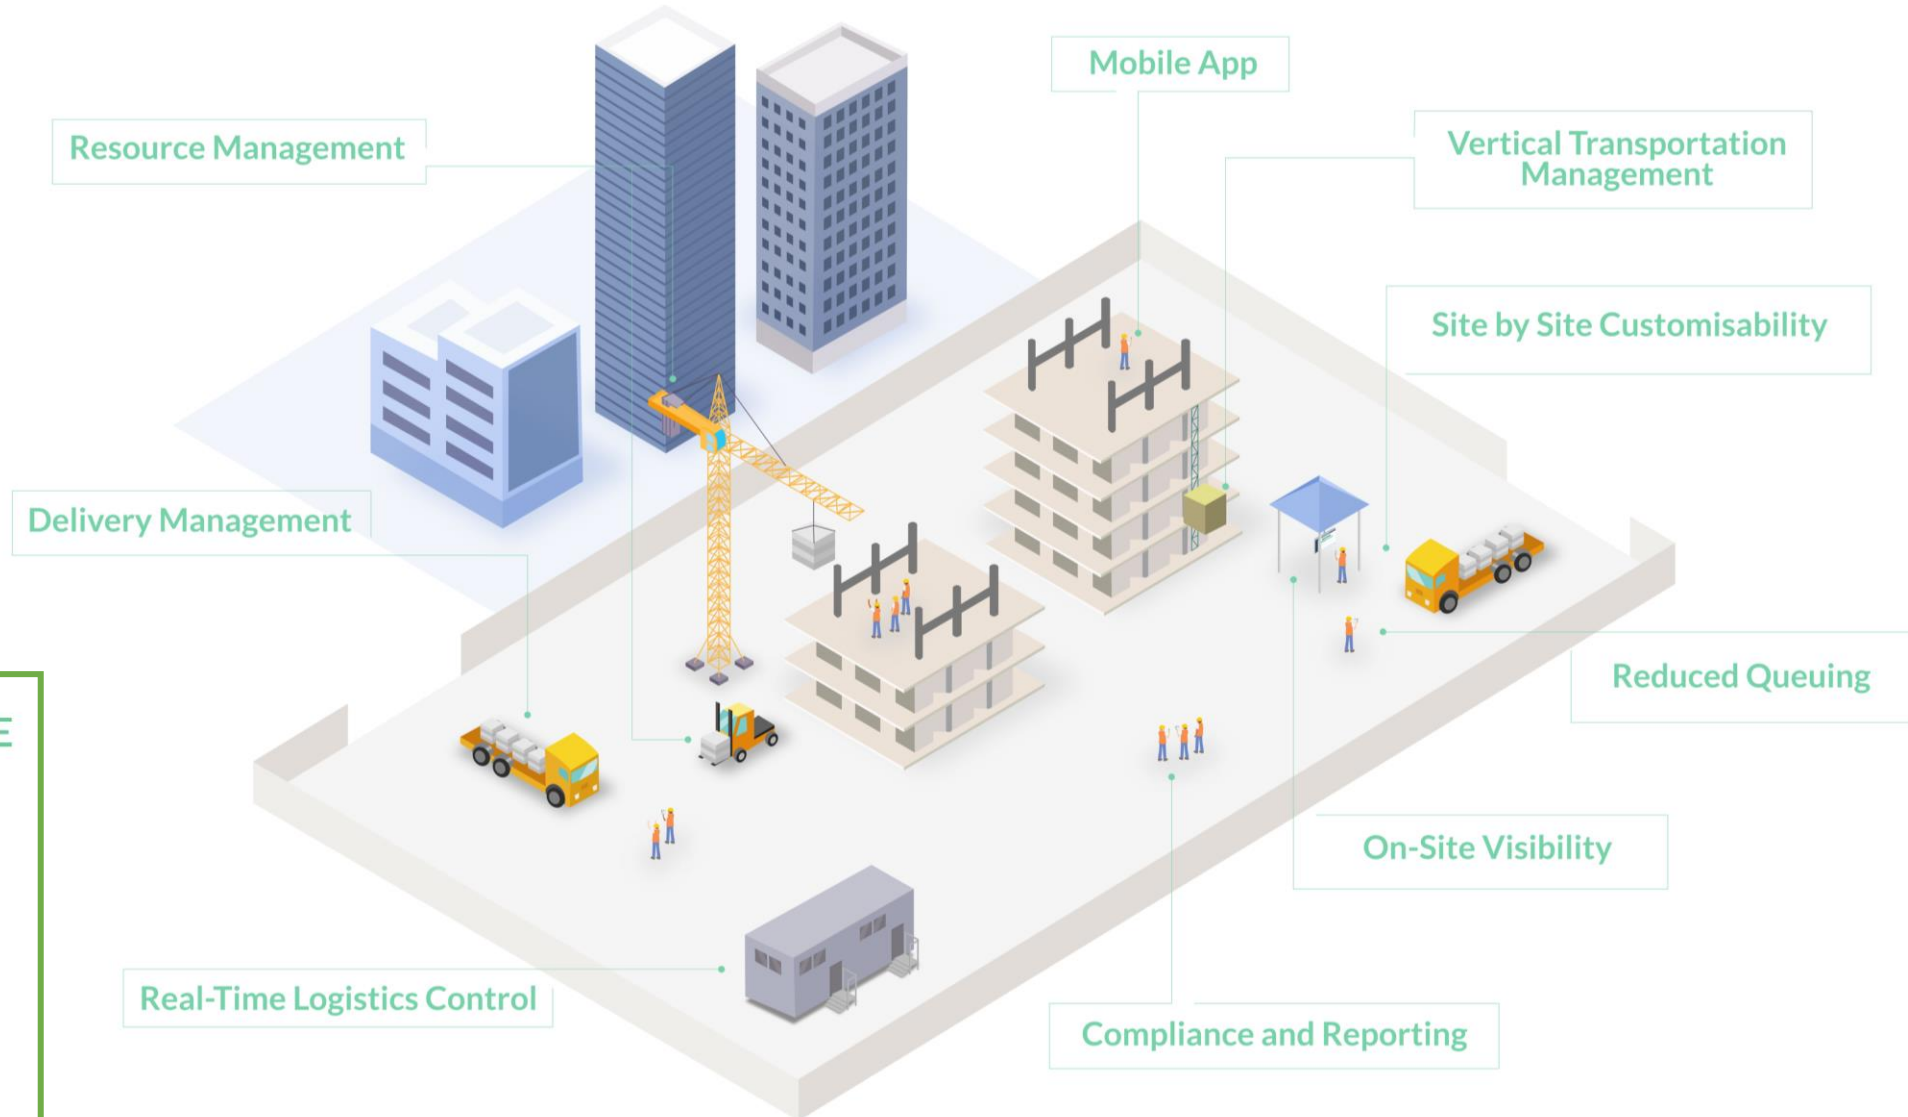 Mobile App
Vertical Transportation
Management
Resource Management
Site by Site Customisability
Delivery Management
Reduced Queuing
E
On-Site Visibility
Real-Time Logistics Control
Compliance and Reporting